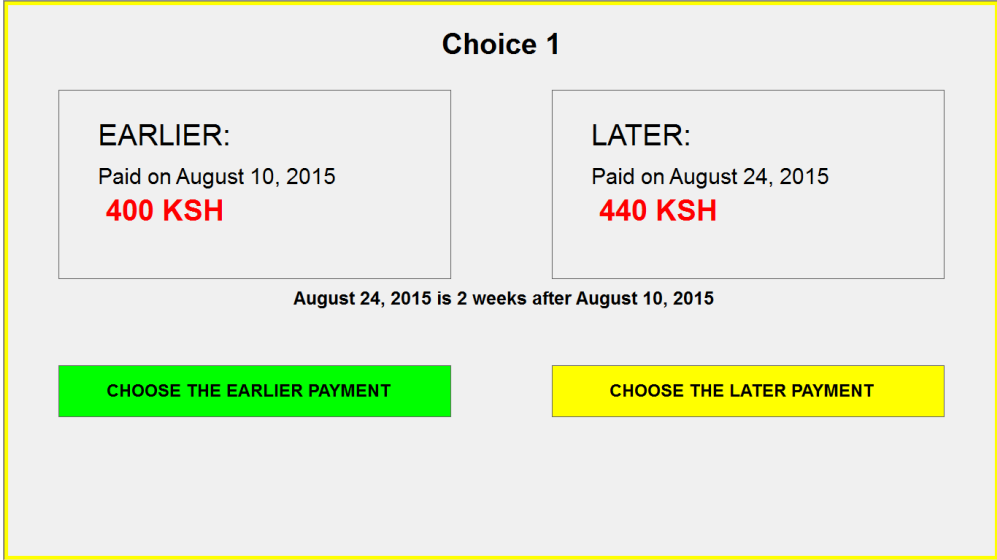 Choice 1
EARLIER:
Paid on August 10, 2015
400 KSH
LATER:
Paid on August 24, 2015
440 KSH
August 24, 2015 is 2 weeks after August 10, 2015
CHOOSE THE EARLIER PAYMENT
CHOOSE THE LATER PAYMENT